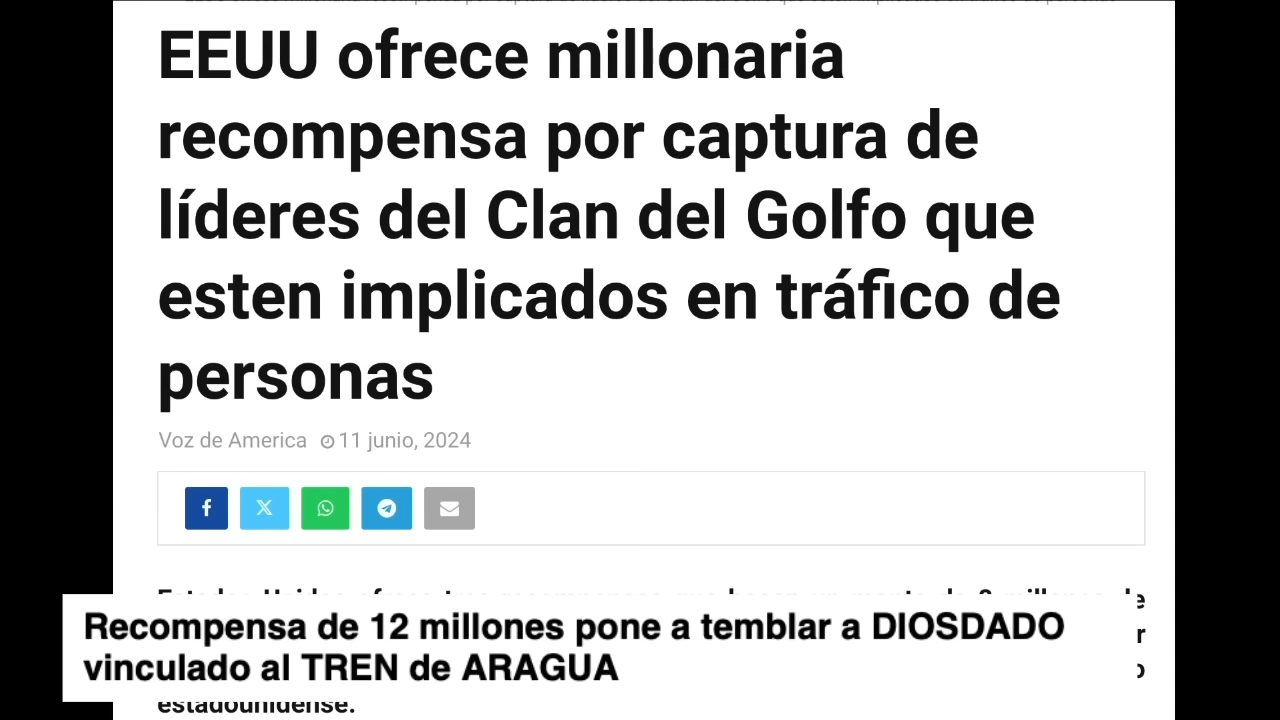 EEUU ofrece millonaria
recompensa por captura de
líderes del Clan del Golfo que
esten implicados en tráfico de
personas
Voz de America 11 junio, 2024
Recompensa de 12 millones pone a temblar a DIOSDADO
vinculado al TREN de ARAGUA
estadounidense.